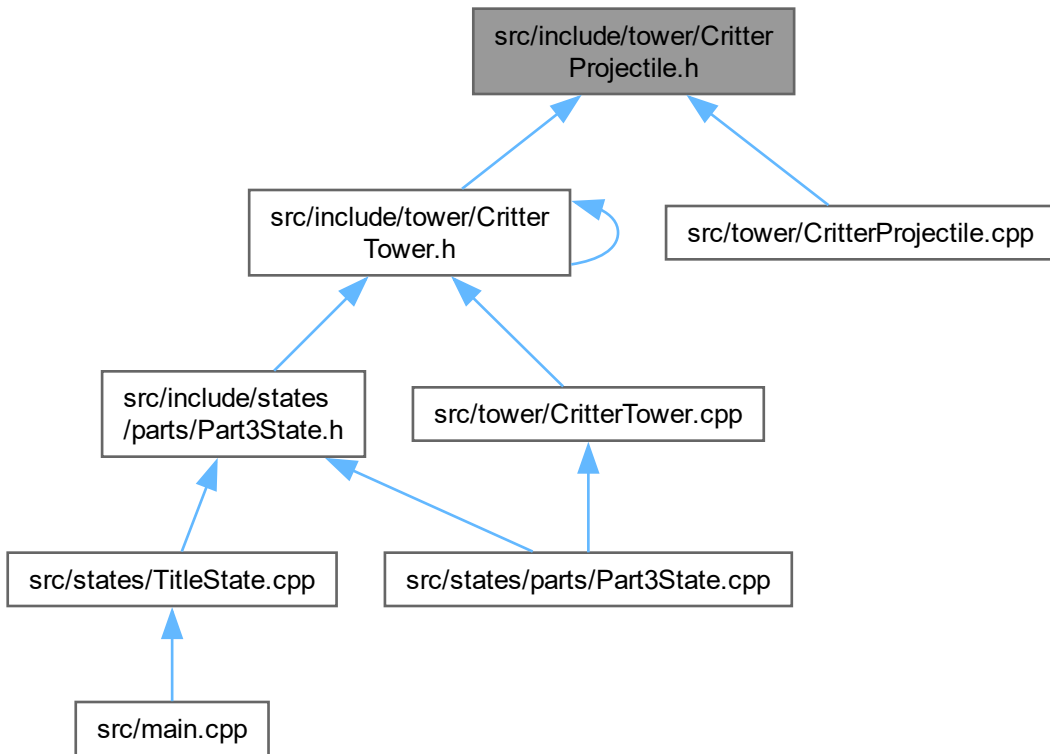 src/include/tower/Critter
Projectile.h
src/include/tower/Critter
Tower.h
src/tower/CritterProjectile.cpp
src/include/states
/parts/Part3State.h
src/tower/CritterTower.cpp
src/states/TitleState.cpp
src/states/parts/Part3State.cpp
src/main.cpp